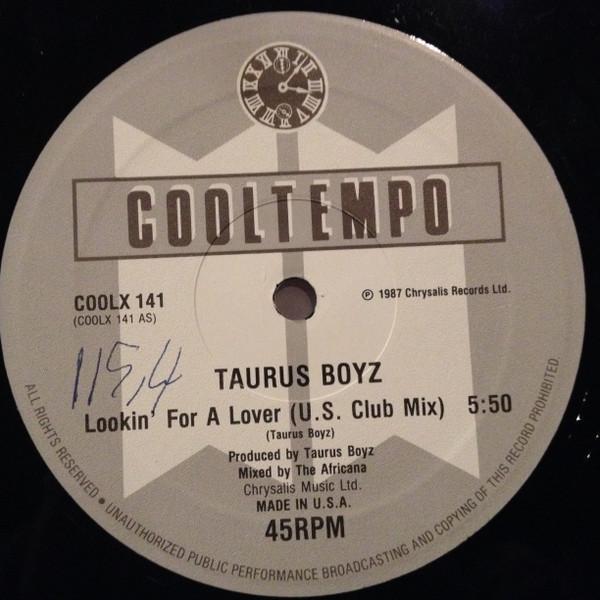 COOLTEMPO
COOLX 141
(COOLX 141 AS)
℗ 1987 Chrysalis Records Ltd.
115,4
TAURUS BOYZ
Lookin' For A Lover (U.S. Club Mix) 5:50
(Taurus Boyz)
Produced by Taurus Boyz
Mixed by The Africana
Chrysalis Music Ltd.
MADE IN U.S.A.
45RPM
ALL RIGHTS RESERVED • UNAUTHORIZED PUBLIC PERFORMANCE BROADCASTING AND COPYING OF THIS RECORD PROHIBITED.